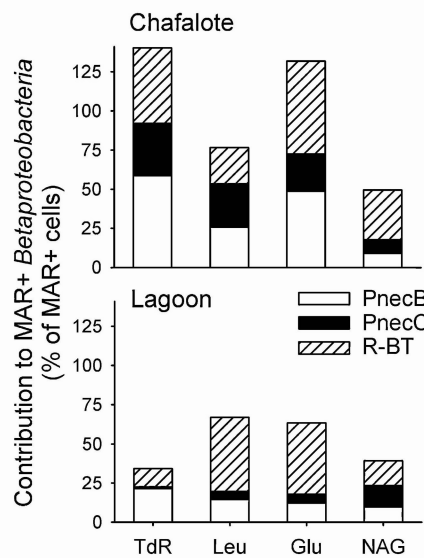 Chafalote
Contribution to MAR+ Betaproteobacteria
(% of MAR+ cells)
125
100
75
50
25
0
Lagoon
PnecB
PnecC
R-BT
125
100
75
50
25
0
TdR Leu Glu NAG